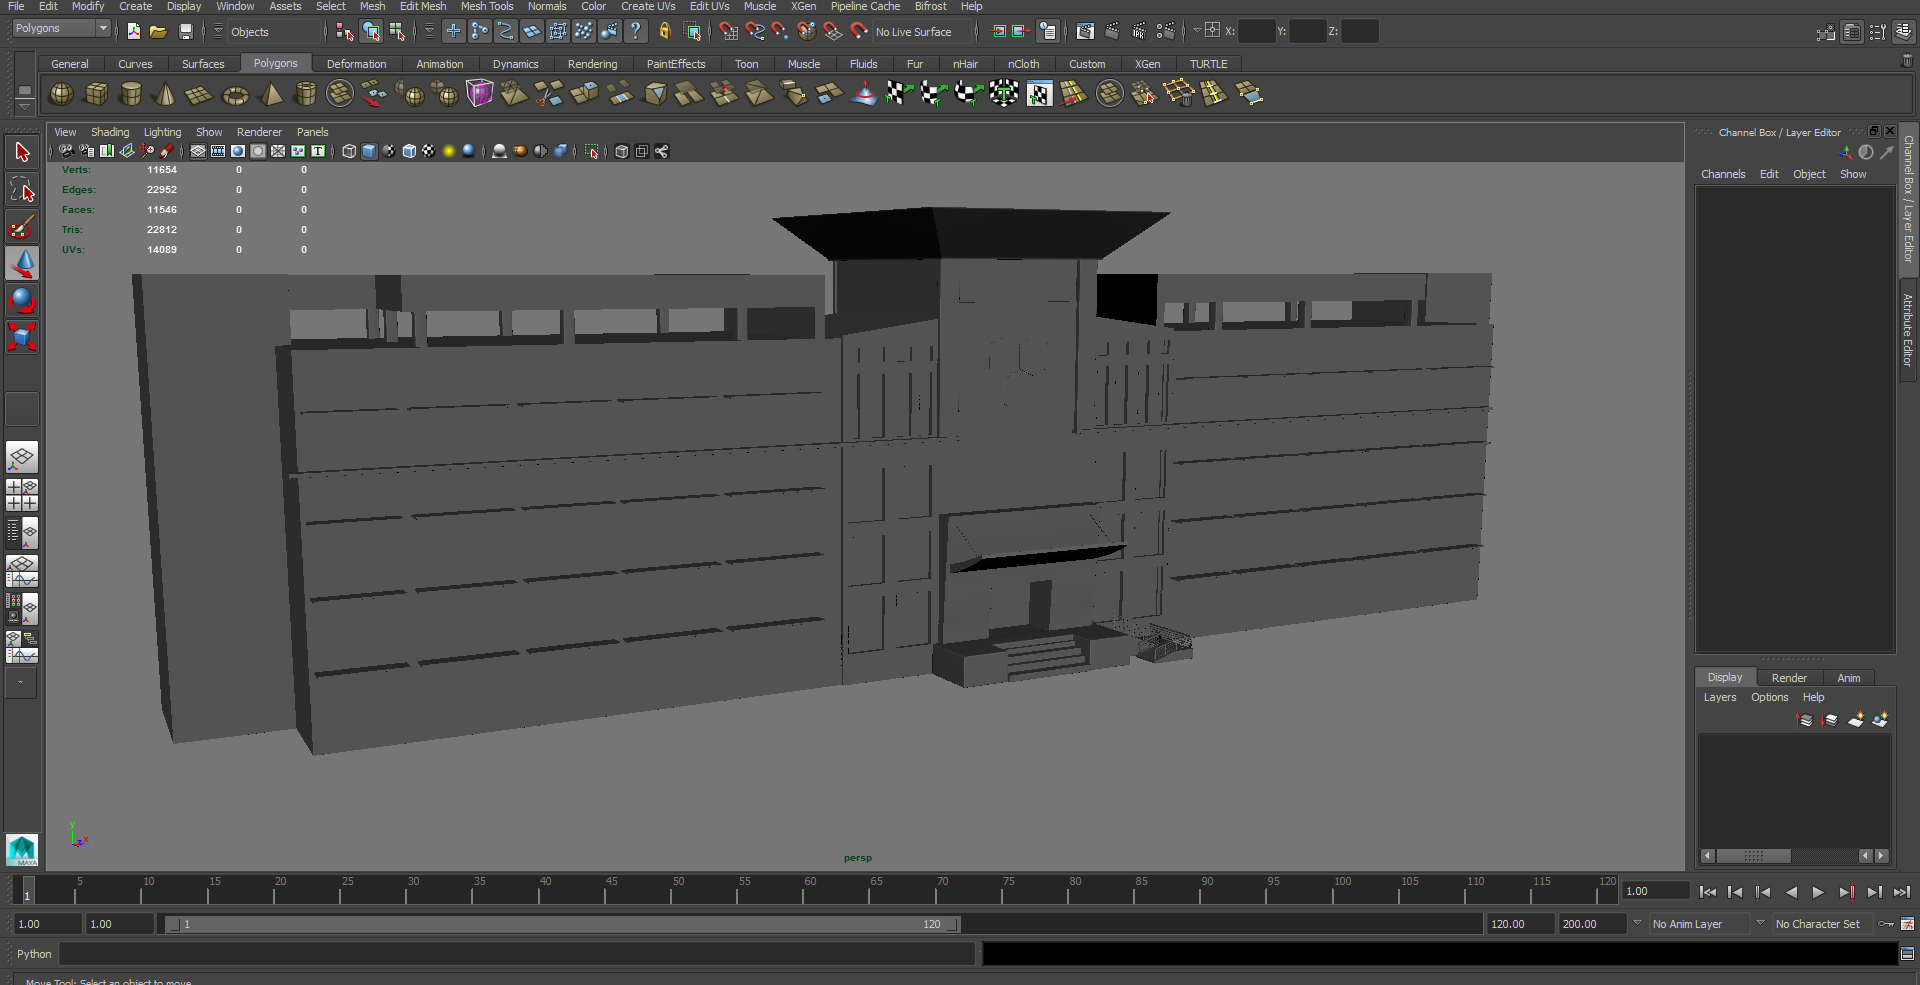 File Edit Modify Create Display Window Assets Select Mesh Edit Mesh Mesh Tools Normals Color Create UVs Edit UVs Muscle XGen Pipeline Cache Bifrost Help
Polygons Objects No Live Surface X: Y: Z:
General Curves Surfaces Polygons Deformation Animation Dynamics Rendering PaintEffects Toon Muscle Fluids Fur nHair nCloth Custom XGen TURTLE
View Shading Lighting Show Renderer Panels
Verts: 11654 0 0
Edges: 22952 0 0
Faces: 11546 0 0
Tris: 22812 0 0
UVs: 14089 0 0
persp
y
x
z
MAYA
Channel Box / Layer Editor
Channels Edit Object Show
Channel Box / Layer Editor
Attribute Editor
Display Render Anim
Layers Options Help
1 5 10 15 20 25 30 35 40 45 50 55 60 65 70 75 80 85 90 95 100 105 110 115 120 1.00
1.00 1.00 1 120 120.00 200.00 No Anim Layer No Character Set
Python
Move Tool: Select an object to move.